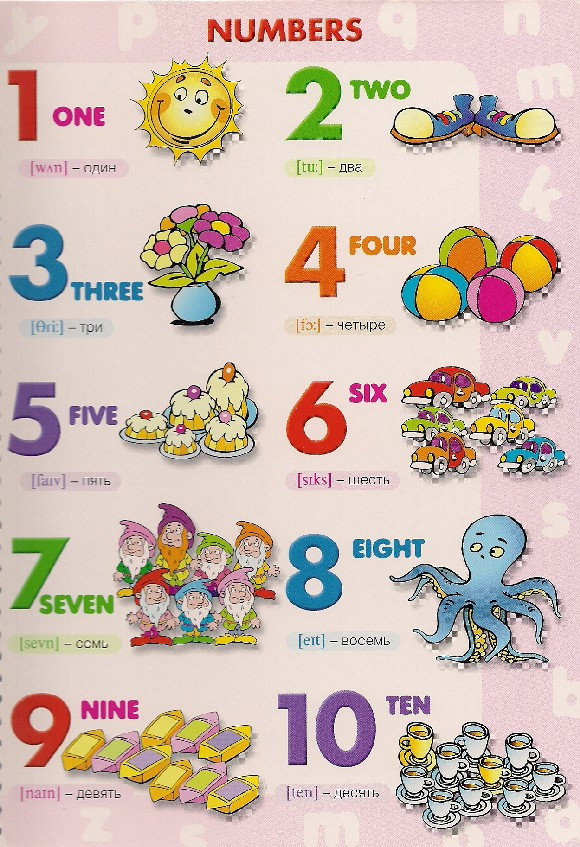 NUMBERS
1 ONE
[wʌn] – один
2 TWO
[tu:] – два
3 THREE
[θri:] – три
4 FOUR
[fɔ:] – четыре
5 FIVE
[faɪv] – пять
6 SIX
[sɪks] – шесть
7 SEVEN
[sevn] – семь
8 EIGHT
[eɪt] – восемь
9 NINE
[naɪn] – девять
10 TEN
[ten] – десять